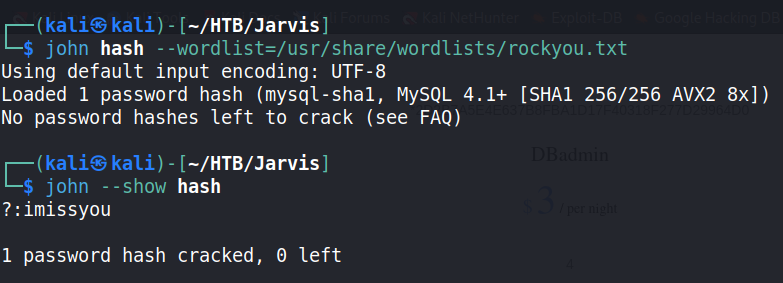 Kali Forums Kali NetHunter Exploit-DB Google Hacking DB
┌──(kali㉿kali)-[~/HTB/Jarvis]
└─$ john hash --wordlist=/usr/share/wordlists/rockyou.txt
Using default input encoding: UTF-8
Loaded 1 password hash (mysql-sha1, MySQL 4.1+ [SHA1 256/256 AVX2 8x])
No password hashes left to crack (see FAQ)
DBadmin
┌──(kali㉿kali)-[~/HTB/Jarvis]
└─$ john --show hash
5 3 / per night
?:imissyou
1 password hash cracked, 0 left
4